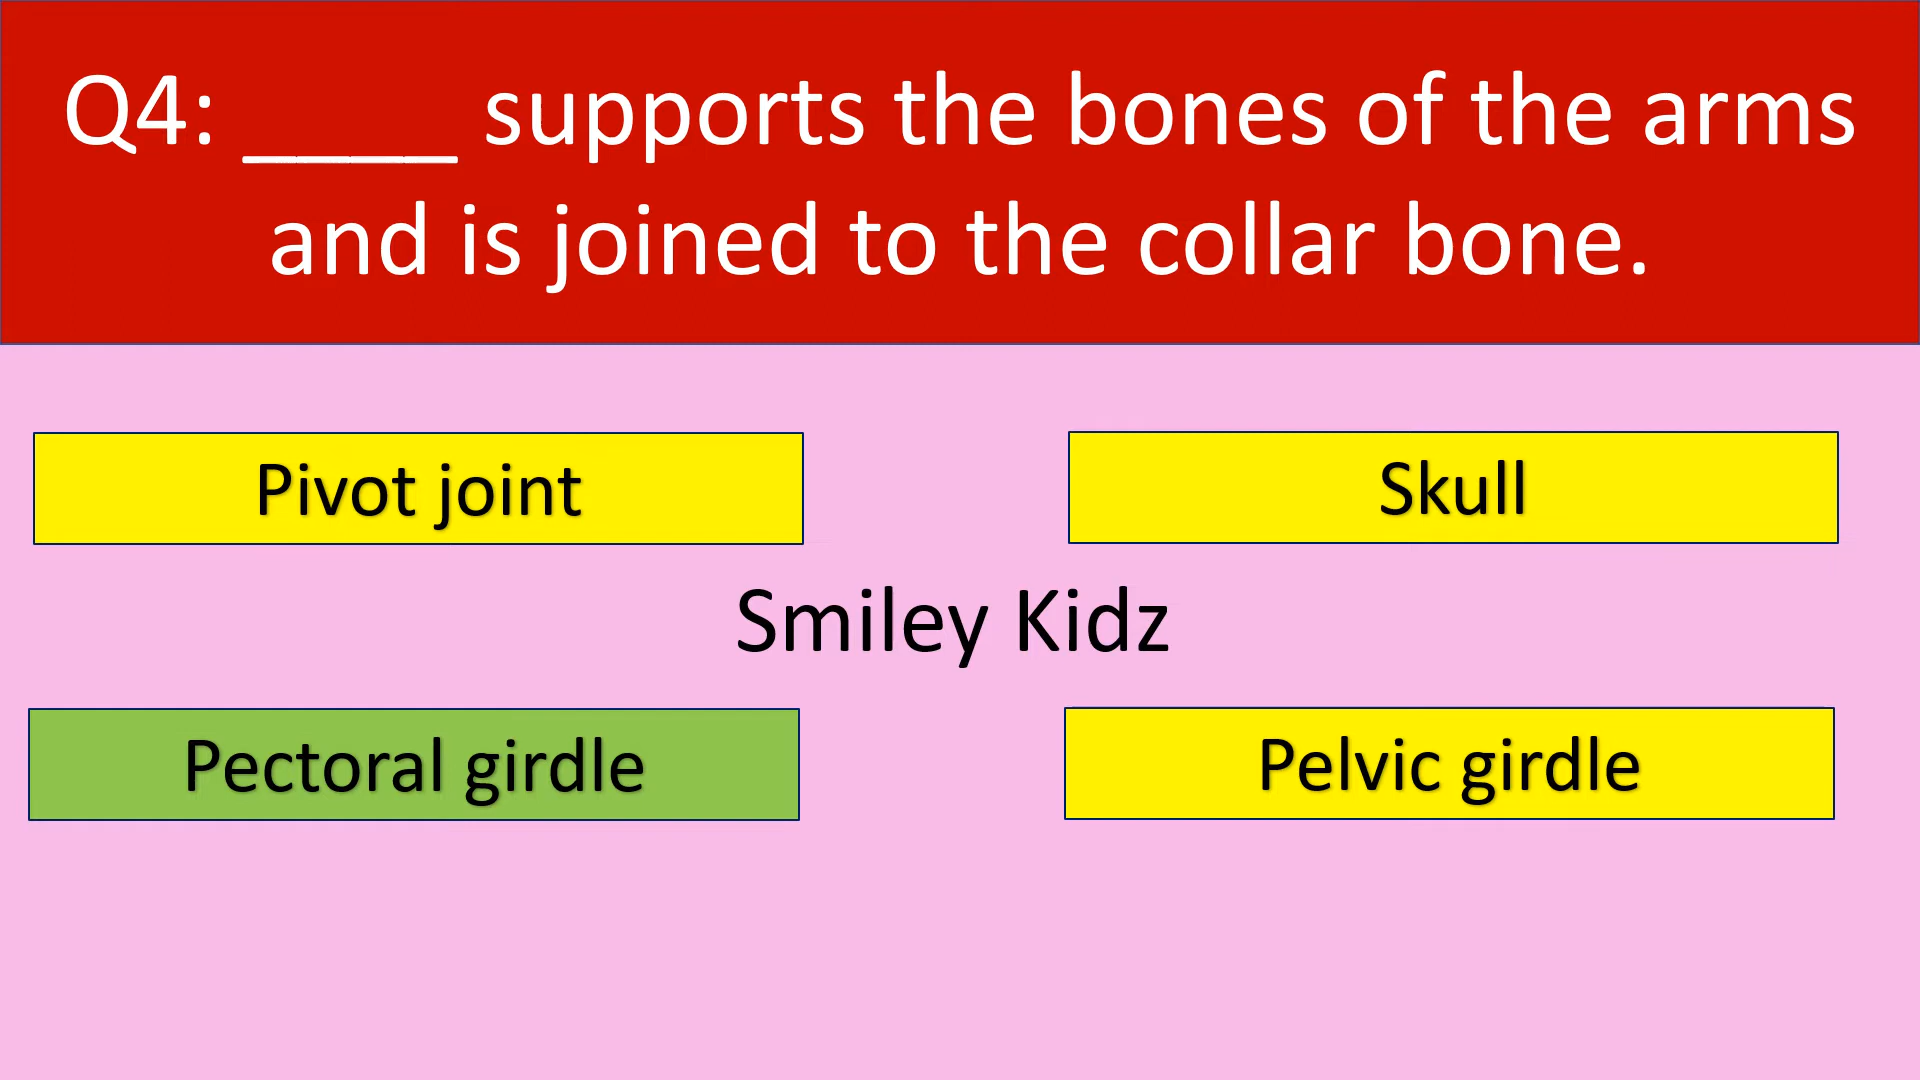 Q4: ____ supports the bones of the arms
and is joined to the collar bone.
Pivot joint
Skull
Smiley Kidz
Pectoral girdle
Pelvic girdle